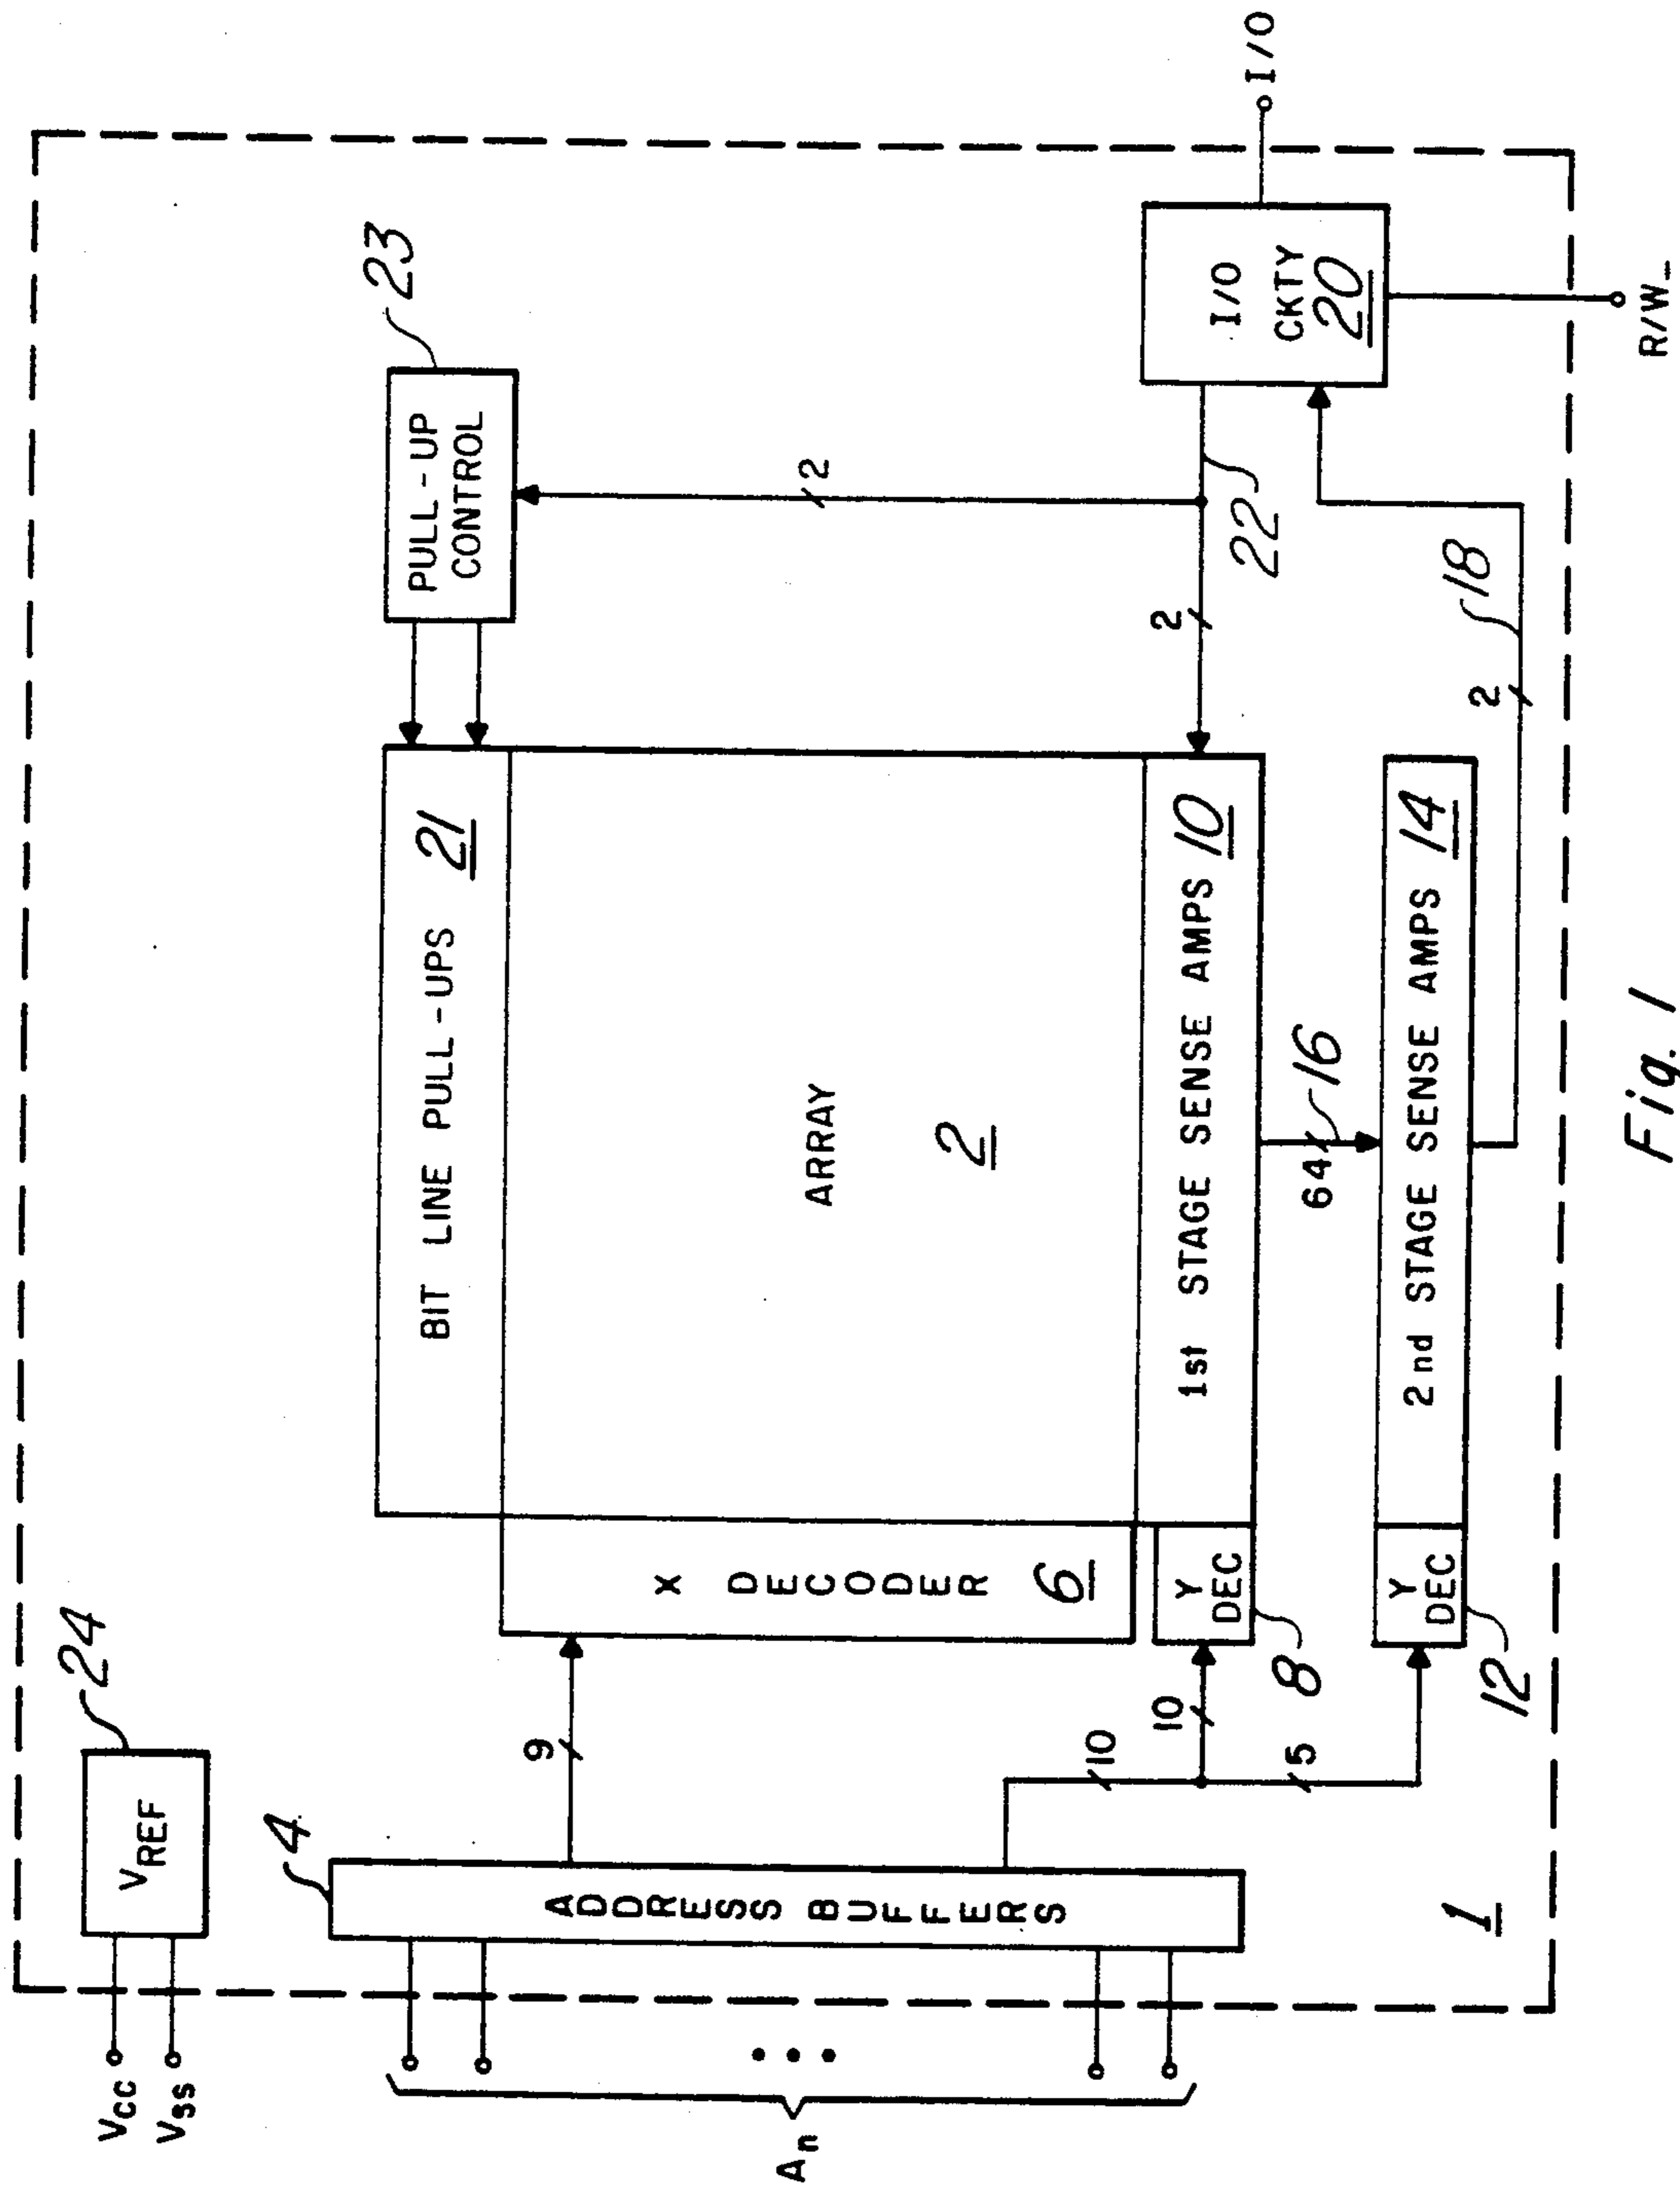 VCC
VSS
VREF
24
An
4
ADDRESS BUFFERS
9
10
10
5
X DECODER
6
Y
DEC
8
Y
DEC
12
BIT LINE PULL-UPS
21
ARRAY
2
1st STAGE SENSE AMPS
10
64
16
2nd STAGE SENSE AMPS
14
PULL-UP
CONTROL
23
2
2
22
2
18
I/O
CKTY
20
I/O
R/W_
1
Fig. 1